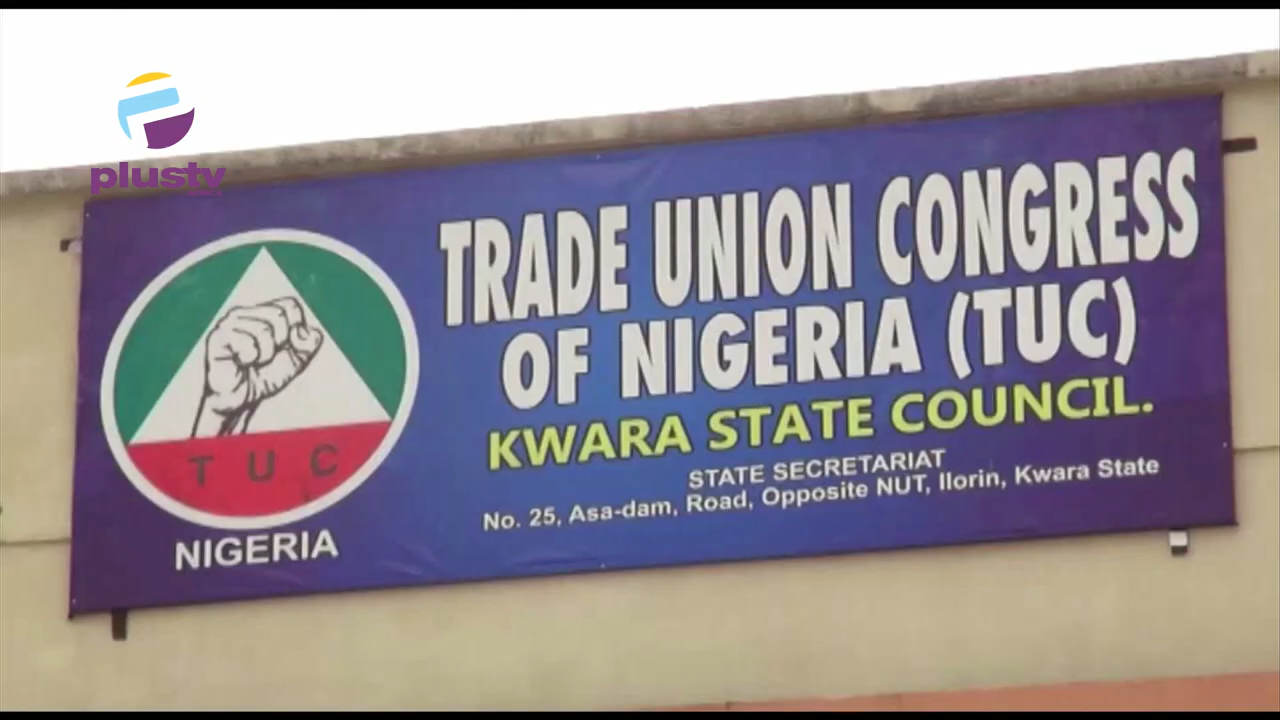 plustv
TRADE UNION CONGRESS
OF NIGERIA (TUC)
KWARA STATE COUNCIL.
STATE SECRETARIAT
No. 25, Asa-dam, Road, Opposite NUT, Ilorin, Kwara State
T U C
NIGERIA